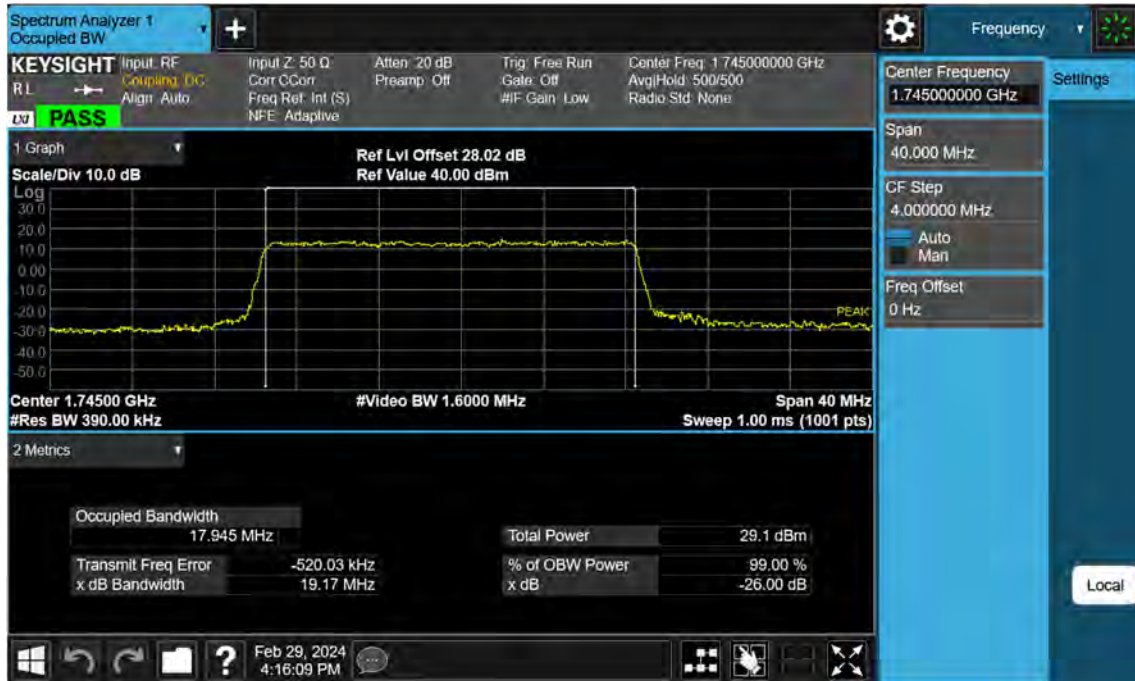 Spectrum Analyzer 1
Occupied BW
+
Frequency
KEYSIGHT
RL
LXI
PASS
Input: RF
Coupling: DC
Align: Auto
Input Z: 50 Ω
Corr CCorr
Freq Ref: Int (S)
NFE: Adaptive
Atten: 20 dB
Preamp: Off
Trig: Free Run
Gate: Off
#IF Gain: Low
Center Freq: 1.745000000 GHz
Avg|Hold: 500/500
Radio Std: None
Center Frequency
1.745000000 GHz
Settings
Span
40.000 MHz
CF Step
4.000000 MHz
Auto
Man
Freq Offset
0 Hz
Local
1 Graph
Ref Lvl Offset 28.02 dB
Scale/Div 10.0 dB
Ref Value 40.00 dBm
Log
30.0
20.0
10.0
0.00
-10.0
-20.0
-30.0
-40.0
-50.0
PEAK
Center 1.74500 GHz
#Video BW 1.6000 MHz
Span 40 MHz
#Res BW 390.00 kHz
Sweep 1.00 ms (1001 pts)
2 Metrics
Occupied Bandwidth
17.945 MHz
Total Power 29.1 dBm
Transmit Freq Error -520.03 kHz
% of OBW Power 99.00 %
x dB Bandwidth 19.17 MHz
x dB -26.00 dB
?
Feb 29, 2024
4:16:09 PM